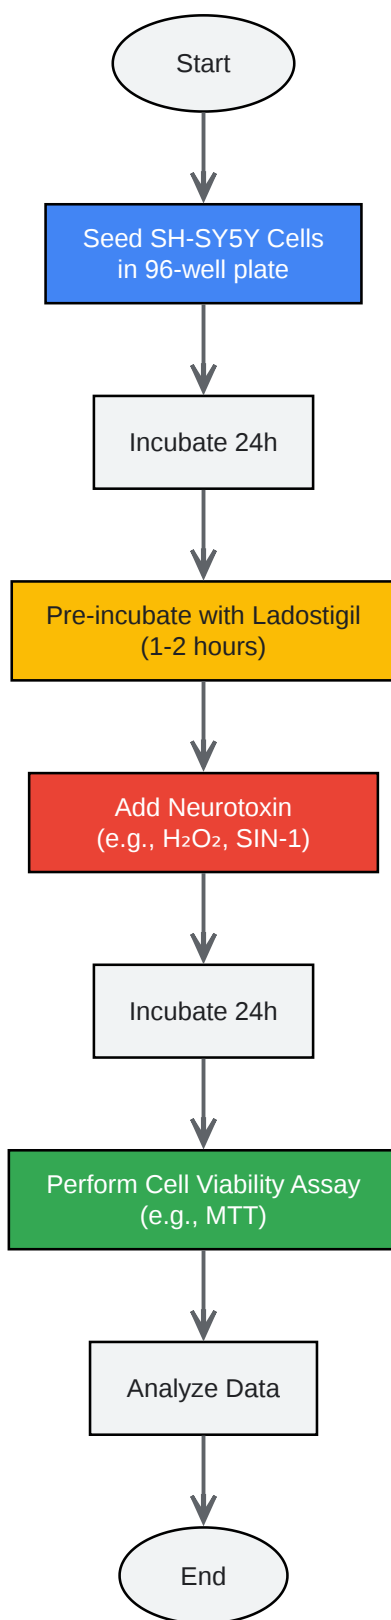 Start
Seed SH-SY5Y Cells
in 96-well plate
Incubate 24h
Pre-incubate with Ladostigil
(1-2 hours)
Add Neurotoxin
(e.g., H₂O₂, SIN-1)
Incubate 24h
Perform Cell Viability Assay
(e.g., MTT)
Analyze Data
End